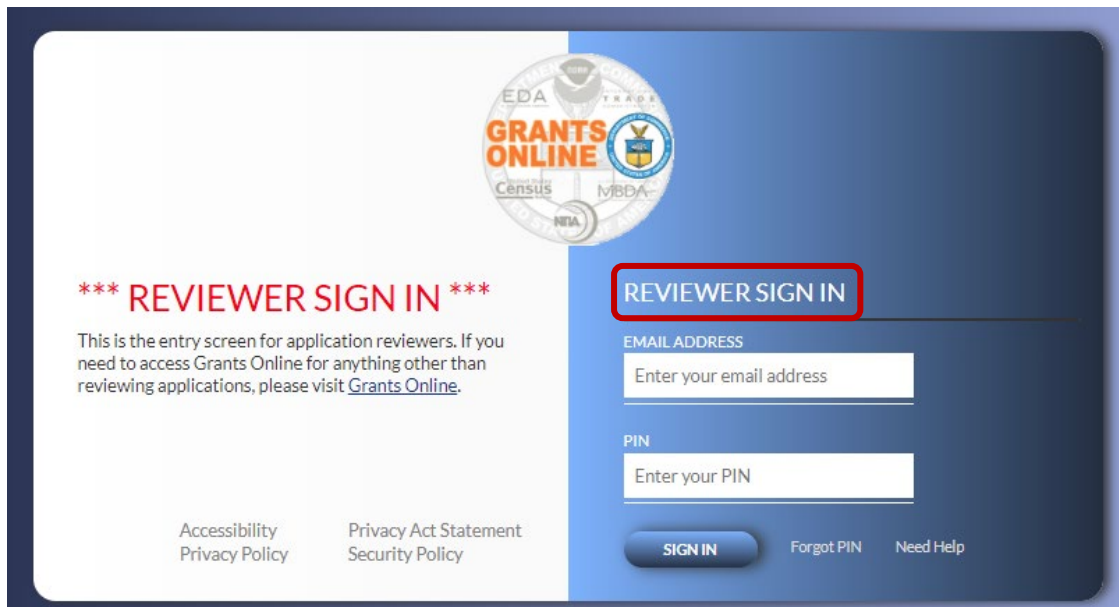 EDA
TRADE
GRANTS
ONLINE
United States
Census
MBDA
NTIA
*** REVIEWER SIGN IN ***
This is the entry screen for application reviewers. If you
need to access Grants Online for anything other than
reviewing applications, please visit Grants Online.
Accessibility
Privacy Act Statement
Privacy Policy
Security Policy
REVIEWER SIGN IN
EMAIL ADDRESS
Enter your email address
PIN
Enter your PIN
SIGN IN
Forgot PIN
Need Help